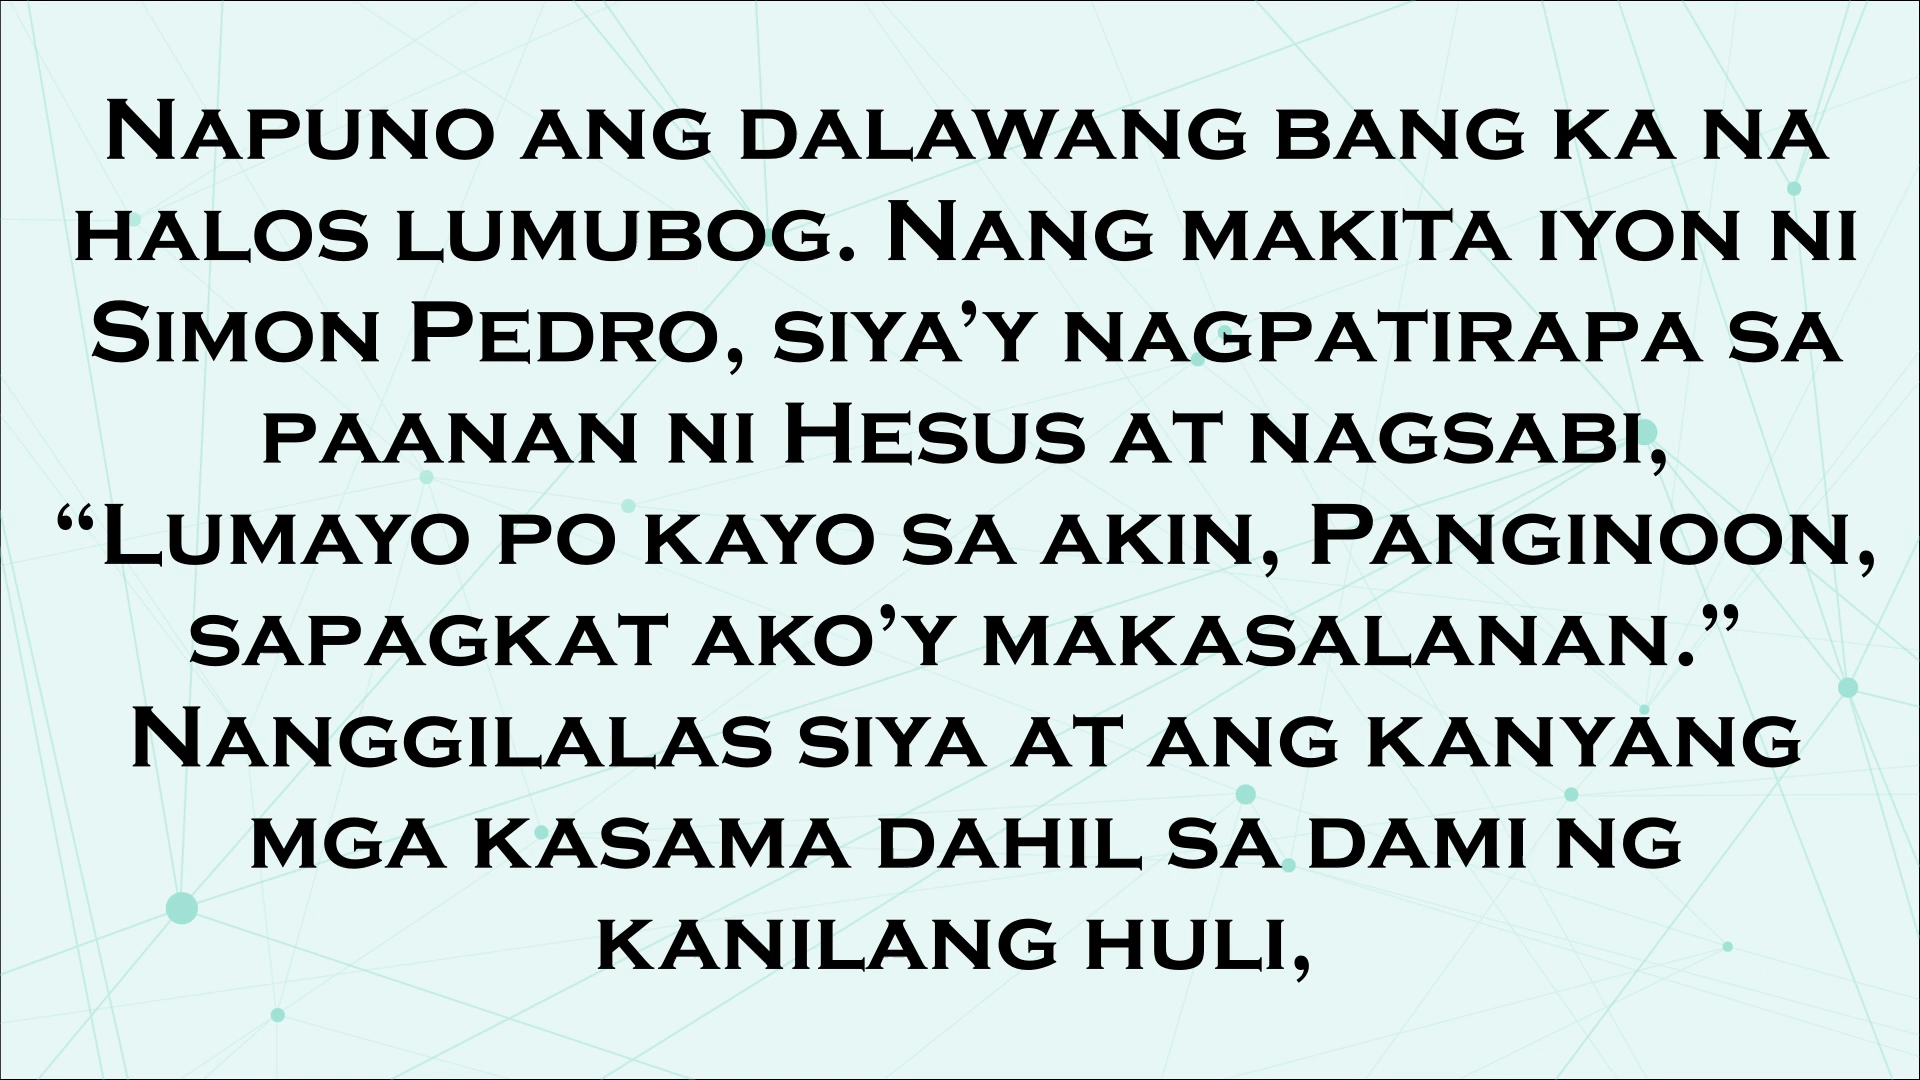 Napuno ang dalawang bang ka na
halos lumubog. Nang makita iyon ni
Simon Pedro, siya’y nagpatirapa sa
paanan ni Hesus at nagsabi,
“Lumayo po kayo sa akin, Panginoon,
sapagkat ako’y makasalanan.”
Nanggilalas siya at ang kanyang
mga kasama dahil sa dami ng
kanilang huli,